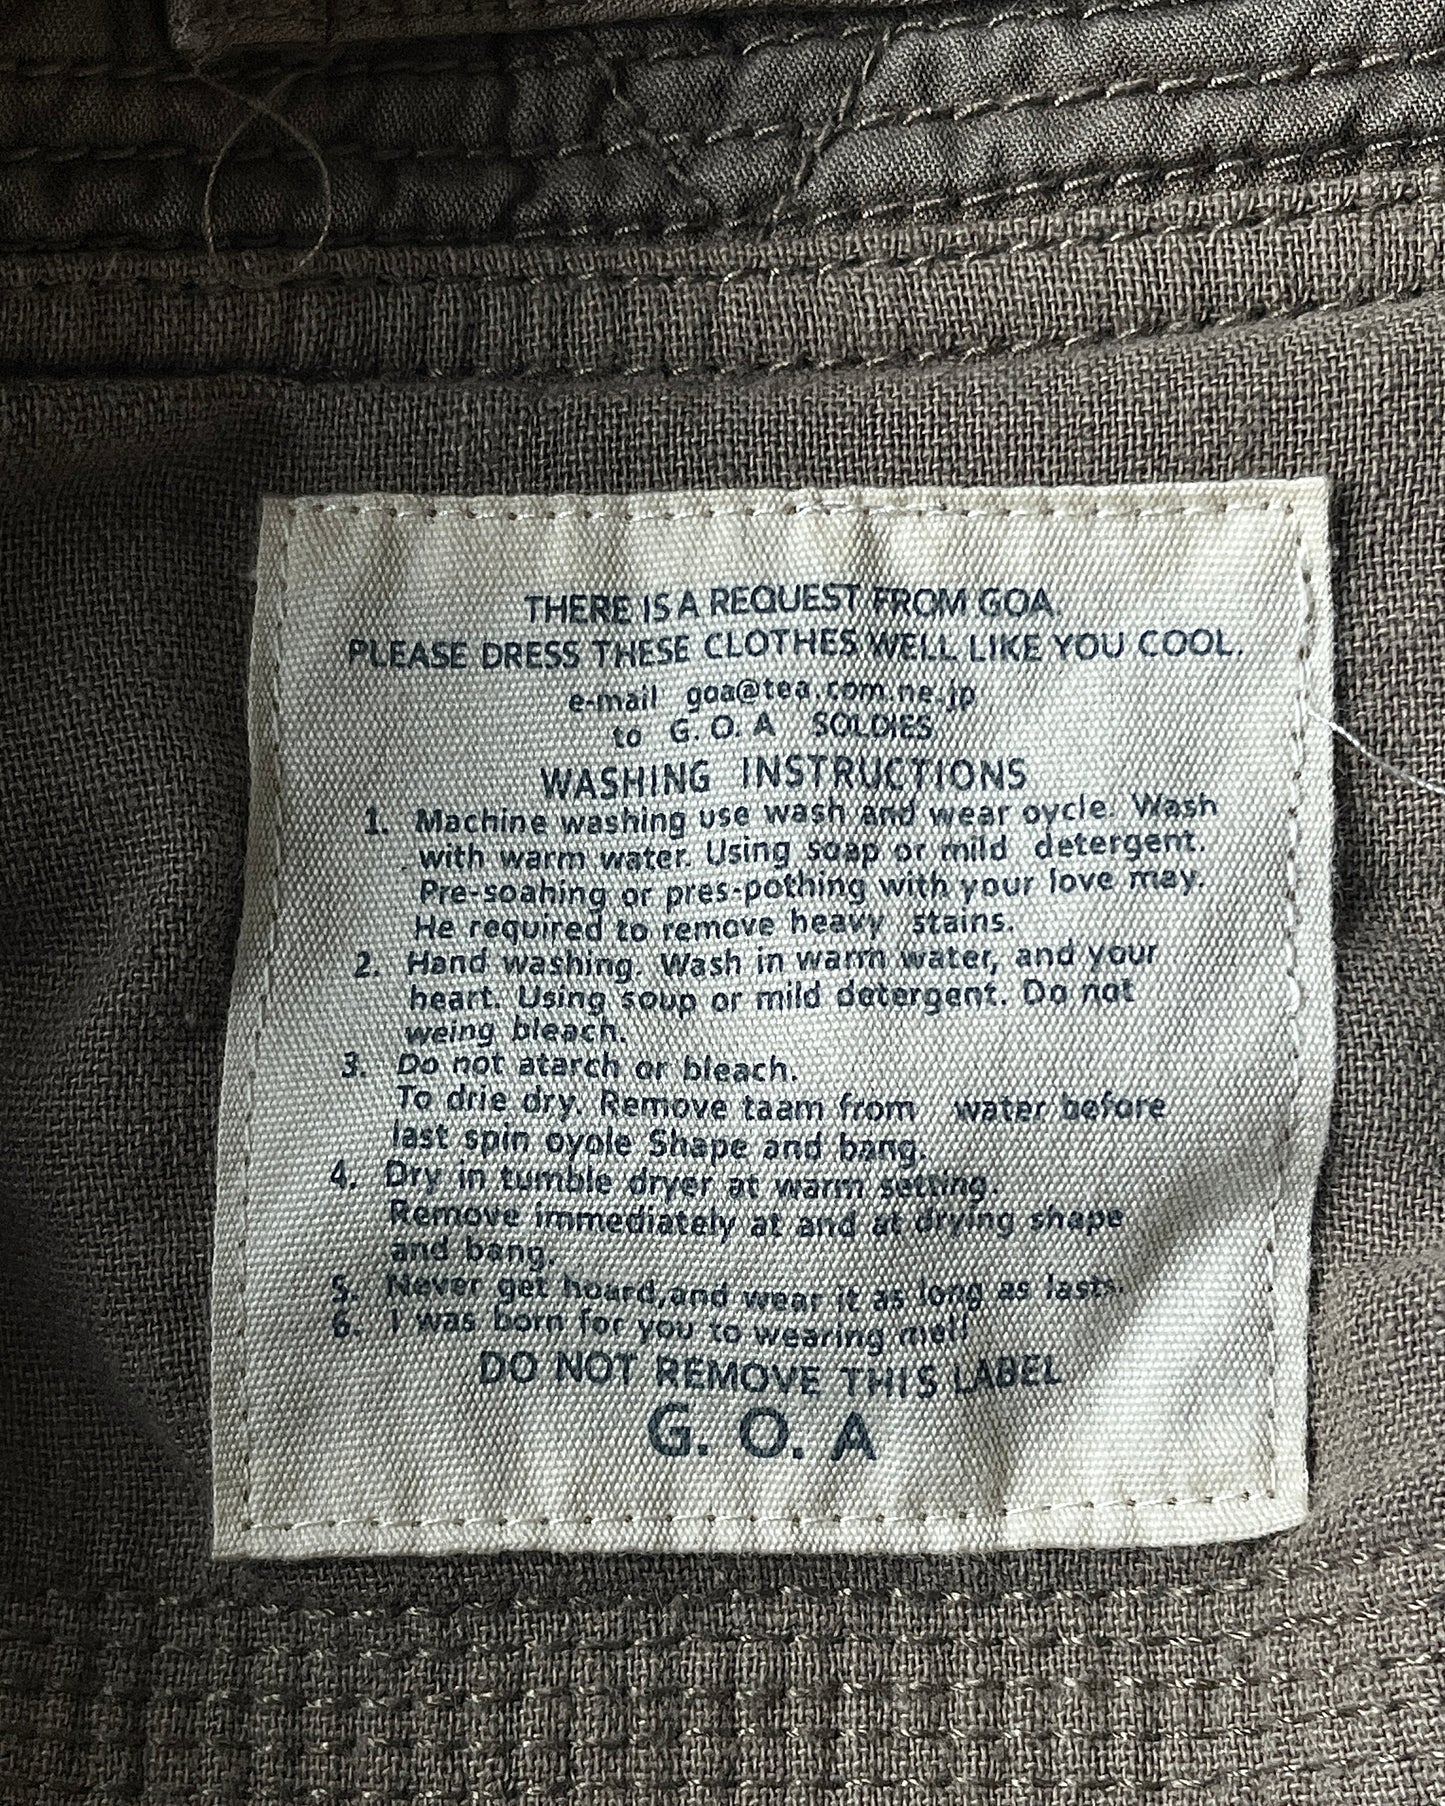 THERE IS A REQUEST FROM GOA.
PLEASE DRESS THESE CLOTHES WELL LIKE YOU COOL.
e-mail goa@tea.com.ne.jp
to G.O.A SOLDIES
WASHING INSTRUCTIONS
1. Machine washing use wash and wear oycle. Wash
with warm water. Using soap or mild detergent.
Pre-soahing or pres-pothing with your love may.
He required to remove heavy stains.
2. Hand washing. Wash in warm water, and your
heart. Using soup or mild detergent. Do not
weing bleach.
3. Do not atarch or bleach.
To drie dry. Remove taam from water before
last spin oyole Shape and bang.
4. Dry in tumble dryer at warm setting.
Remove immediately at and at drying shape
and bang.
5. Never get hoard,and wear it as long as lasts.
6. I was born for you to wearing me!!
DO NOT REMOVE THIS LABEL
G. O. A